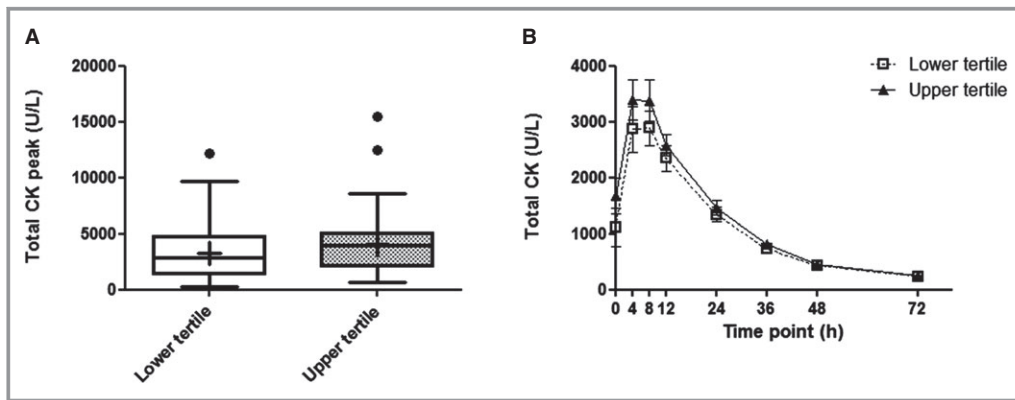 A
Total CK peak (U/L)
20000
15000
10000
5000
0
Lower tertile
Upper tertile
B
Total CK (U/L)
4000
3000
2000
1000
0
0 4 8 12 24 36 48 72
Time point (h)
Lower tertile
Upper tertile